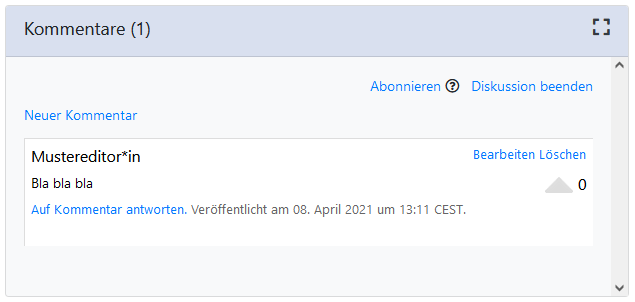 Kommentare (1)
Abonnieren Diskussion beenden
Neuer Kommentar
Mustereditor*in Bearbeiten Löschen
Bla bla bla 0
Auf Kommentar antworten. Veröffentlicht am 08. April 2021 um 13:11 CEST.